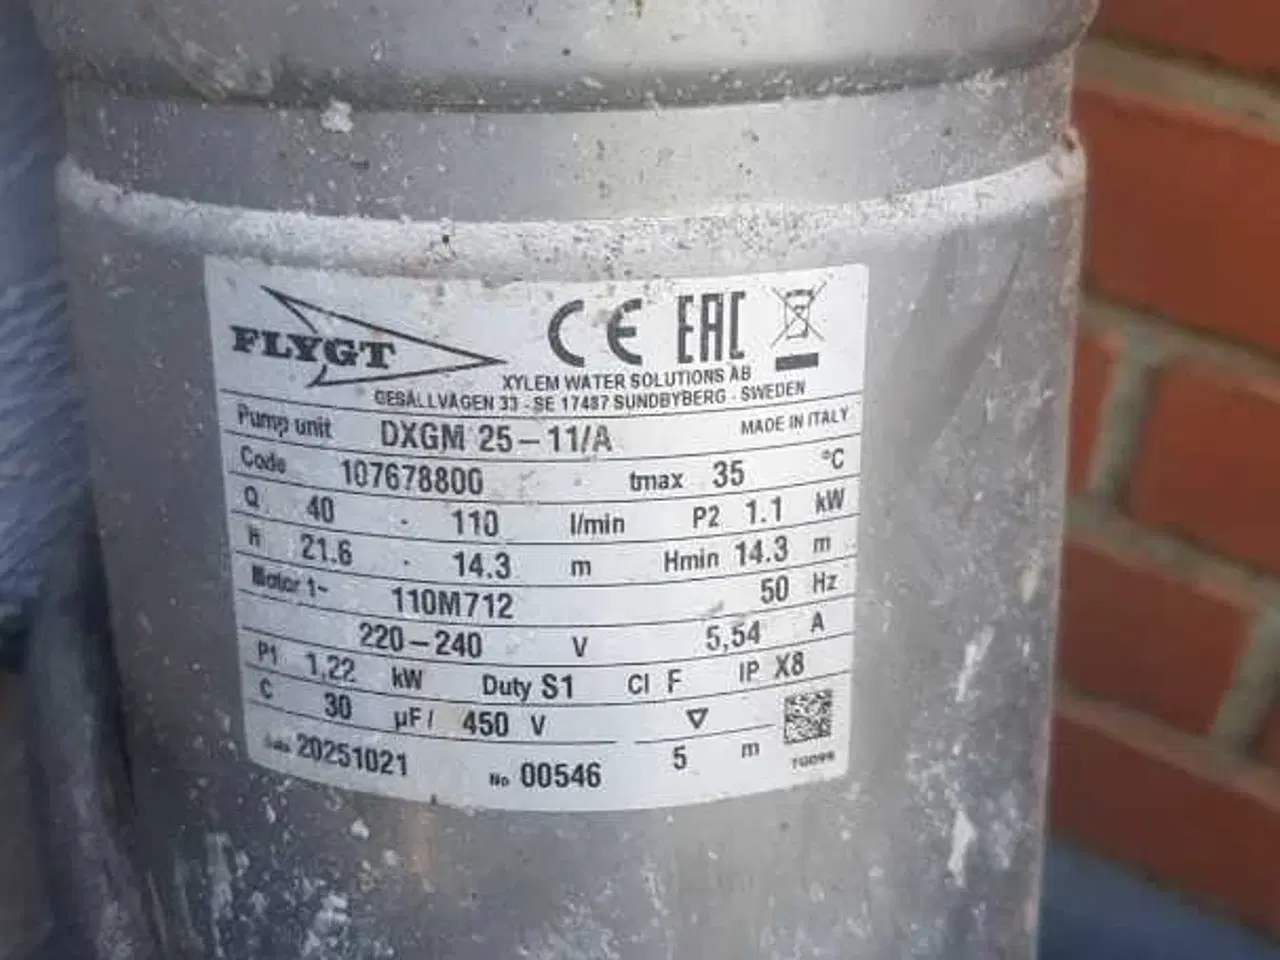 FLYGT
CE EAC
XYLEM WATER SOLUTIONS AB
GESÄLLVÄGEN 33 - SE 17487 SUNDBYBERG - SWEDEN
Pump unit DXGM 25-11/A MADE IN ITALY
Code 107678800 tmax 35 °C
Q 40 - 110 l/min P2 1.1 kW
H 21.6 - 14.3 m Hmin 14.3 m
Motor 1~ 110M712 50 Hz
220-240 V 5,54 A
P1 1,22 kW Duty S1 Cl F IP X8
C 30 µF/ 450 V ▽
20251021 No 00546 5 m